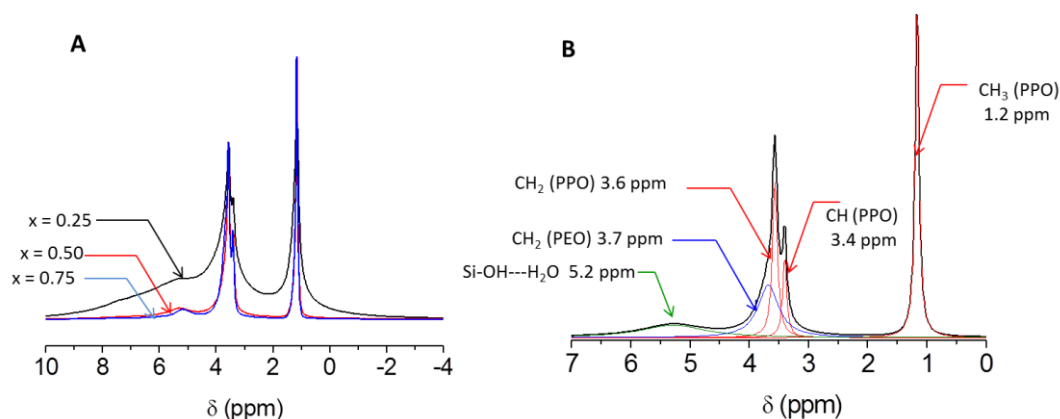 A
x = 0.25
x = 0.50
x = 0.75
10 8 6 4 2 0 -2 -4
δ (ppm)
B
CH₃ (PPO)
1.2 ppm
CH₂ (PPO) 3.6 ppm
CH₂ (PEO) 3.7 ppm
CH (PPO)
3.4 ppm
Si-OH---H₂O 5.2 ppm
7 6 5 4 3 2 1 0
δ (ppm)